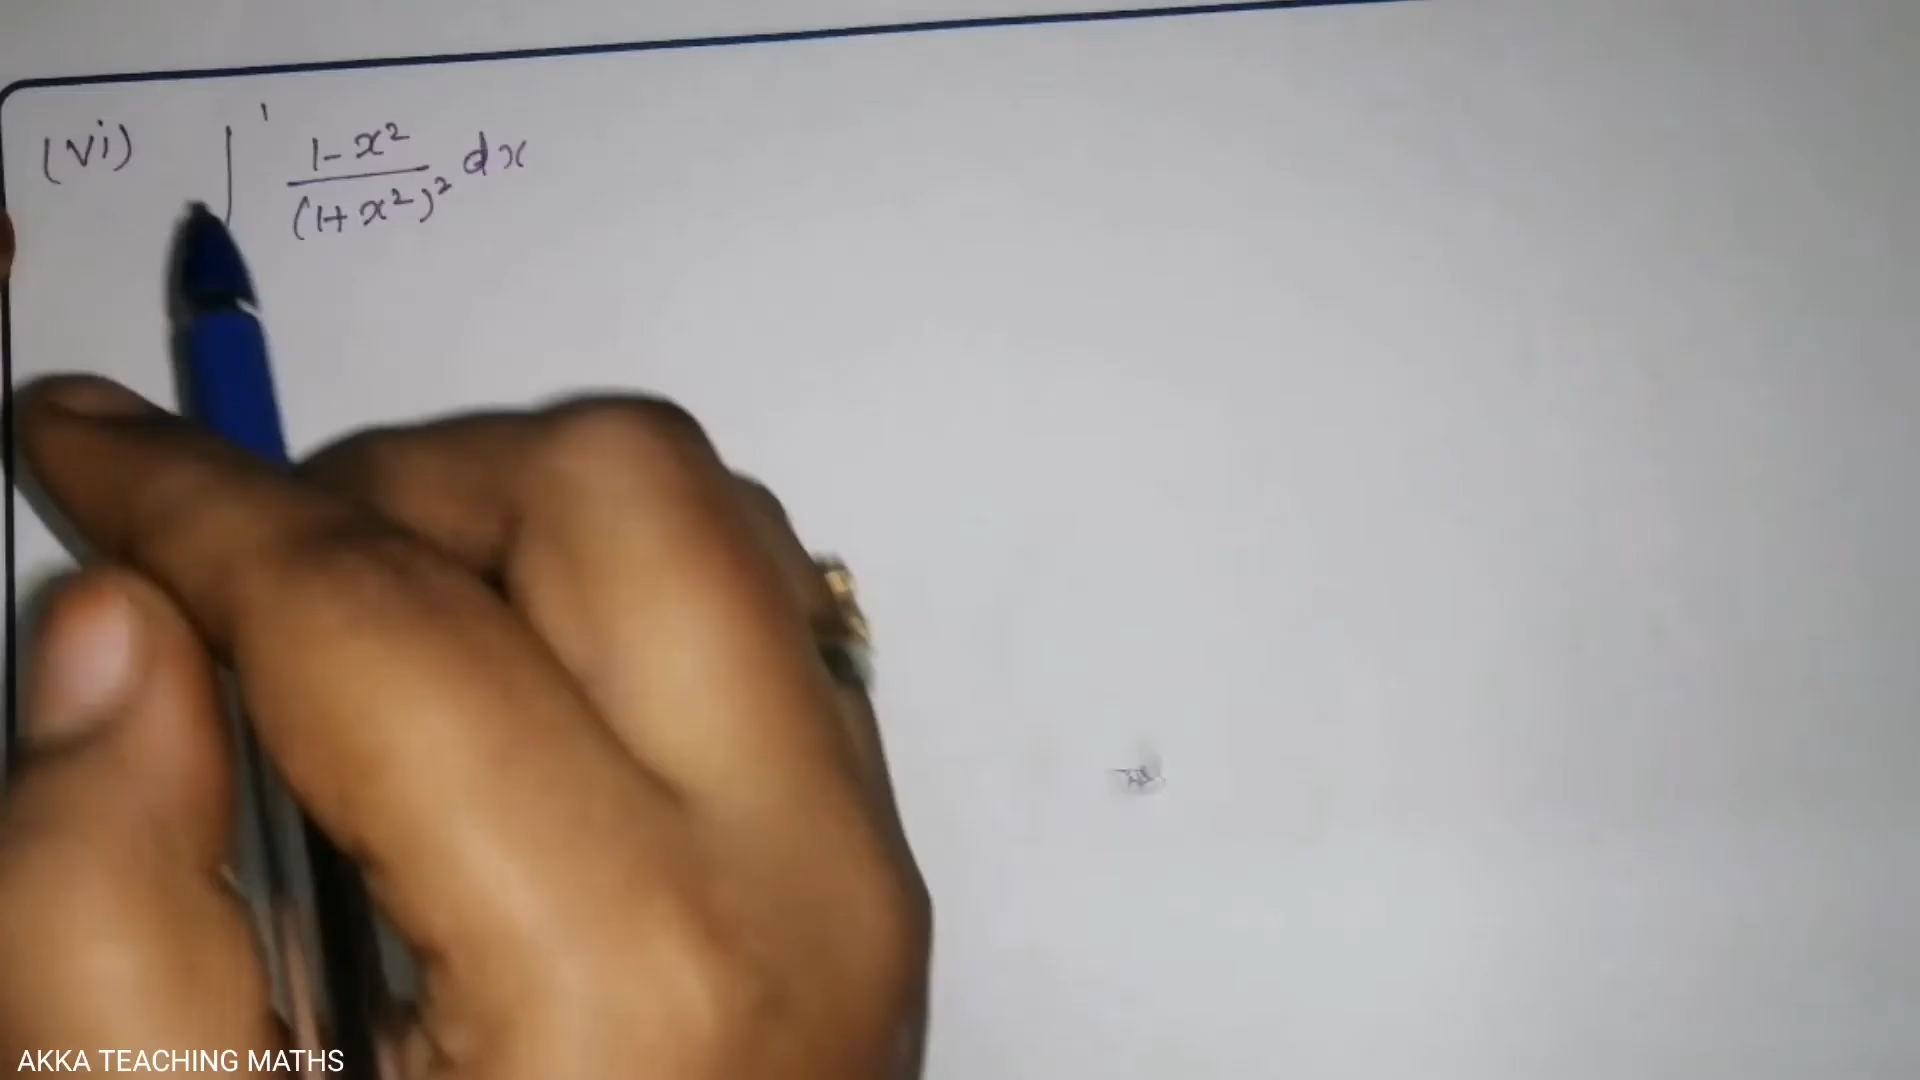 (vi) ∫ ¹ 1-x² / (1+x²)² dx
AKKA TEACHING MATHS